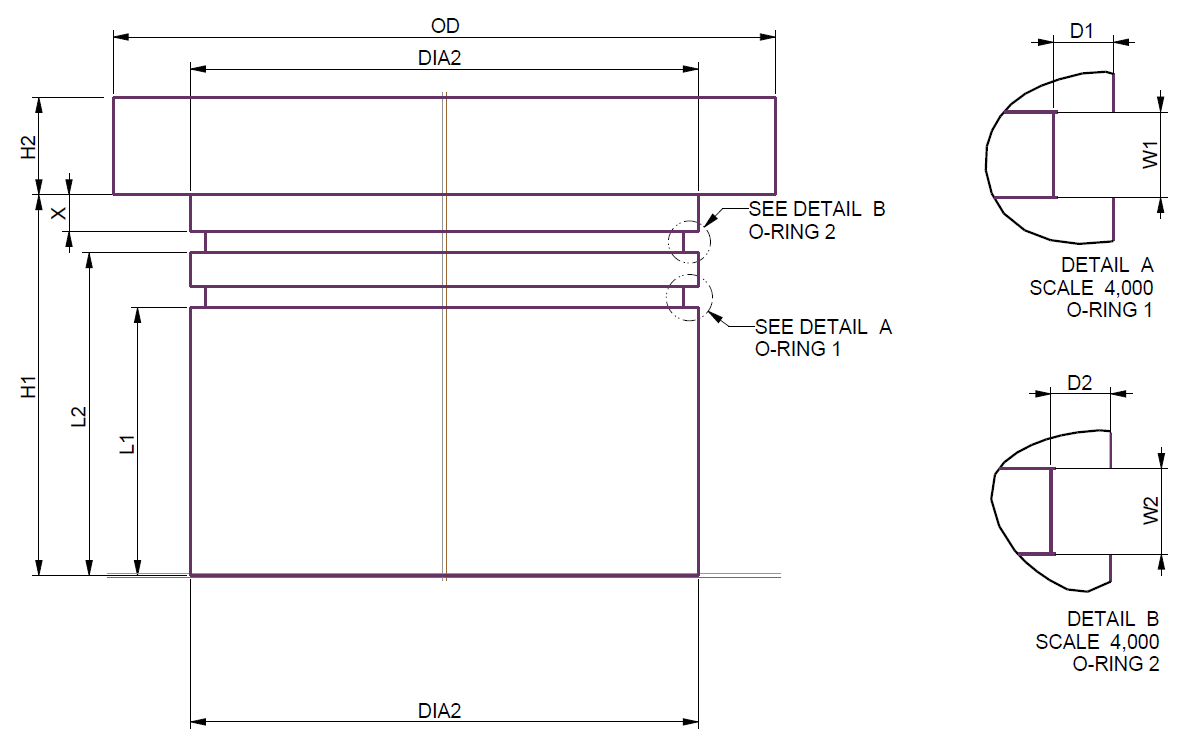 OD
DIA2
H2
X
SEE DETAIL B
O-RING 2
SEE DETAIL A
O-RING 1
H1
L2
L1
DIA2
D1
W1
DETAIL A
SCALE 4,000
O-RING 1
D2
W2
DETAIL B
SCALE 4,000
O-RING 2